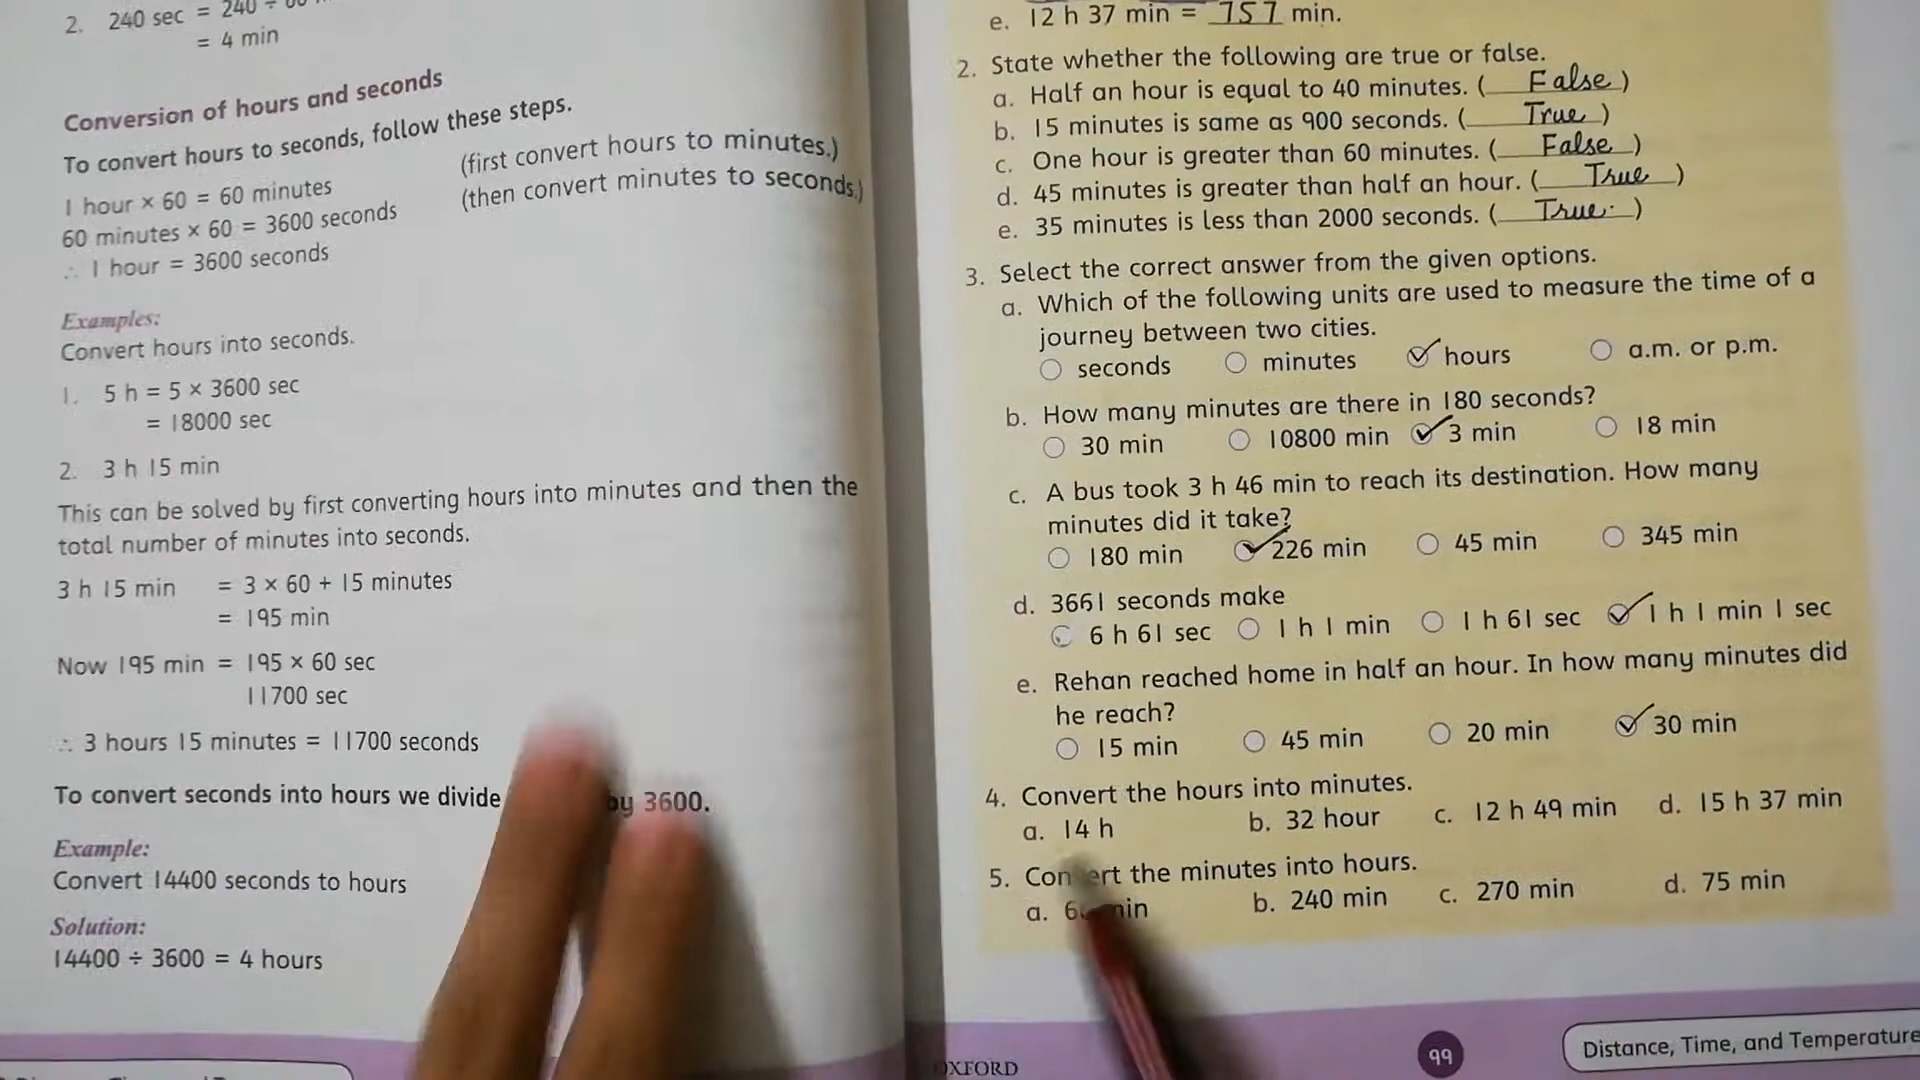 2. 240 sec = 240 ÷
= 4 min
Conversion of hours and seconds
To convert hours to seconds, follow these steps.
1 hour × 60 = 60 minutes (first convert hours to minutes.)
60 minutes × 60 = 3600 seconds (then convert minutes to seconds.)
∴ 1 hour = 3600 seconds
Examples:
Convert hours into seconds.
1. 5 h = 5 × 3600 sec
= 18000 sec
2. 3 h 15 min
This can be solved by first converting hours into minutes and then the
total number of minutes into seconds.
3 h 15 min = 3 × 60 + 15 minutes
= 195 min
Now 195 min = 195 × 60 sec
11700 sec
∴ 3 hours 15 minutes = 11700 seconds
To convert seconds into hours we divide by 3600.
Example:
Convert 14400 seconds to hours
Solution:
14400 ÷ 3600 = 4 hours
e. 12 h 37 min = 757 min.
2. State whether the following are true or false.
a. Half an hour is equal to 40 minutes. ( False )
b. 15 minutes is same as 900 seconds. ( True )
c. One hour is greater than 60 minutes. ( False )
d. 45 minutes is greater than half an hour. ( True )
e. 35 minutes is less than 2000 seconds. ( True. )
3. Select the correct answer from the given options.
a. Which of the following units are used to measure the time of a
journey between two cities.
seconds minutes hours a.m. or p.m.
b. How many minutes are there in 180 seconds?
30 min 10800 min 3 min 18 min
c. A bus took 3 h 46 min to reach its destination. How many
minutes did it take?
180 min 226 min 45 min 345 min
d. 3661 seconds make
6 h 61 sec 1 h 1 min 1 h 61 sec 1 h 1 min 1 sec
e. Rehan reached home in half an hour. In how many minutes did
he reach?
15 min 45 min 20 min 30 min
4. Convert the hours into minutes.
a. 14 h b. 32 hour c. 12 h 49 min d. 15 h 37 min
5. Convert the minutes into hours.
a. min b. 240 min c. 270 min d. 75 min
OXFORD
99
Distance, Time, and Temperature